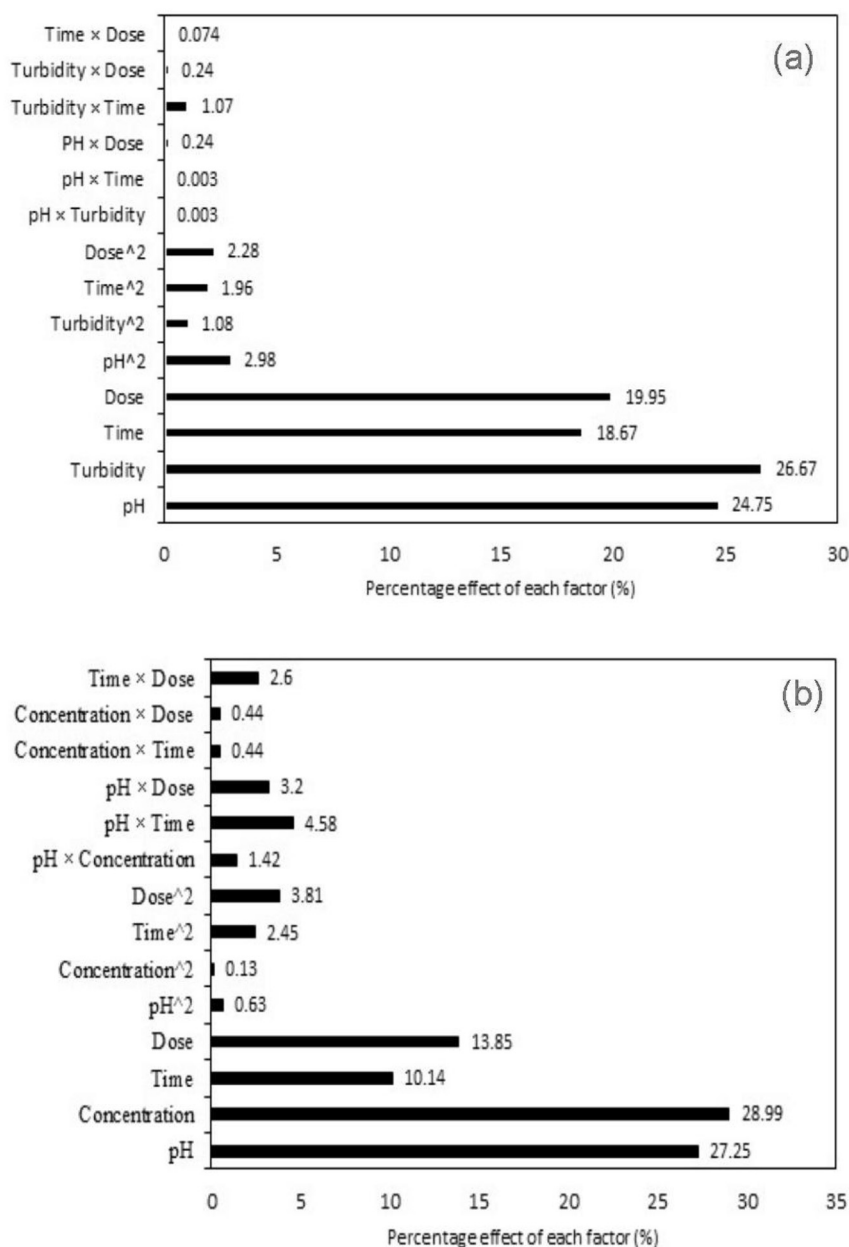 (a)
Time × Dose 0.074
Turbidity × Dose 0.24
Turbidity × Time 1.07
PH × Dose 0.24
pH × Time 0.003
pH × Turbidity 0.003
Dose^2 2.28
Time^2 1.96
Turbidity^2 1.08
pH^2 2.98
Dose 19.95
Time 18.67
Turbidity 26.67
pH 24.75
0 5 10 15 20 25 30
Percentage effect of each factor (%)
(b)
Time × Dose 2.6
Concentration × Dose 0.44
Concentration × Time 0.44
pH × Dose 3.2
pH × Time 4.58
pH × Concentration 1.42
Dose^2 3.81
Time^2 2.45
Concentration^2 0.13
pH^2 0.63
Dose 13.85
Time 10.14
Concentration 28.99
pH 27.25
0 5 10 15 20 25 30 35
Percentage effect of each factor (%)